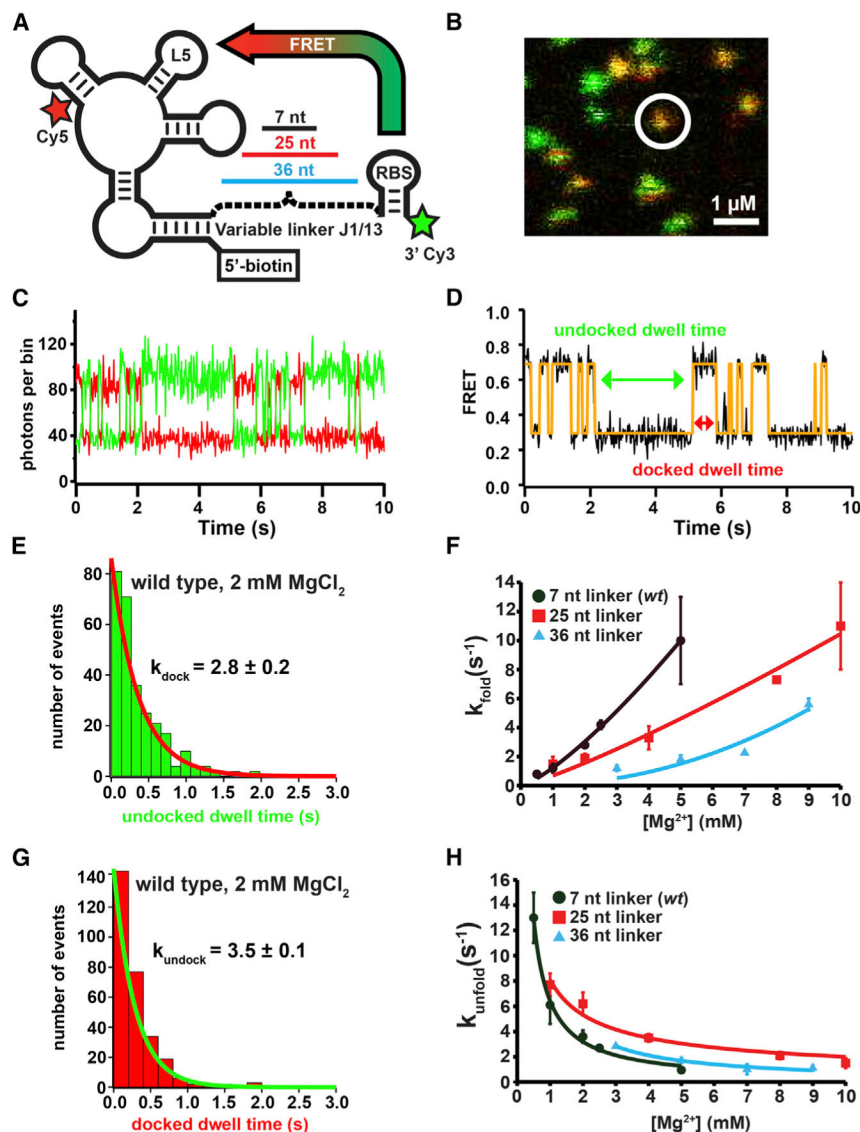 A
FRET
L5
Cy5
7 nt
25 nt
36 nt
RBS
Variable linker J1/13
3' Cy3
5'-biotin
B
1 µM
C
photons per bin
120
80
40
0
0 2 4 6 8 10
Time (s)
D
FRET
1.0
0.8
0.6
0.4
0.2
0.0
undocked dwell time
docked dwell time
0 2 4 6 8 10
Time (s)
E
number of events
80
60
40
20
0
wild type, 2 mM MgCl2
kdock = 2.8 ± 0.2
0.0 0.5 1.0 1.5 2.0 2.5 3.0
undocked dwell time (s)
F
kfold(s-1)
14
12
10
8
6
4
2
0
7 nt linker (wt)
25 nt linker
36 nt linker
0 1 2 3 4 5 6 7 8 9 10
[Mg2+] (mM)
G
number of events
140
120
100
80
60
40
20
0
wild type, 2 mM MgCl2
kundock = 3.5 ± 0.1
0.0 0.5 1.0 1.5 2.0 2.5 3.0
docked dwell time (s)
H
kunfold(s-1)
16
14
12
10
8
6
4
2
0
7 nt linker (wt)
25 nt linker
36 nt linker
0 1 2 3 4 5 6 7 8 9 10
[Mg2+] (mM)